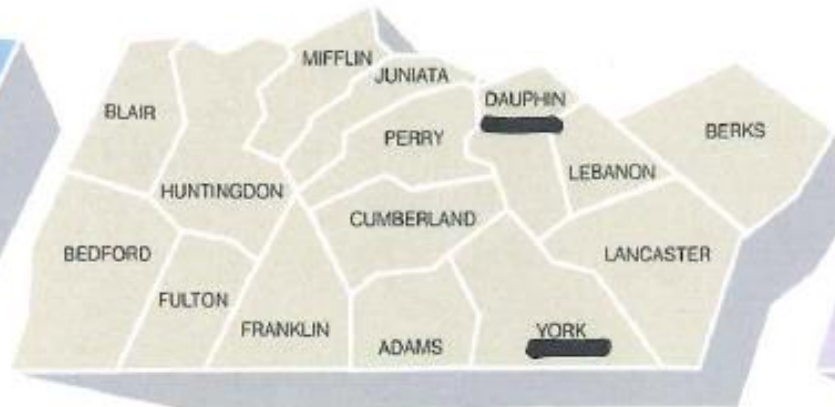 MIFFLIN
JUNIATA
DAUPHIN
BLAIR
PERRY
BERKS
LEBANON
HUNTINGDON
CUMBERLAND
BEDFORD
LANCASTER
FULTON
FRANKLIN
YORK
ADAMS